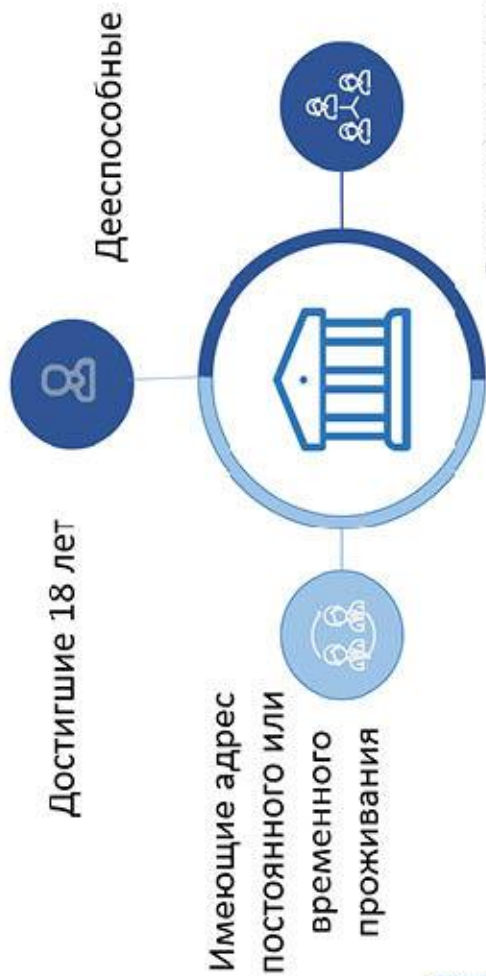 Достигшие 18 лет
Дееспособные
Имеющие адрес
постоянного или
временного
проживания